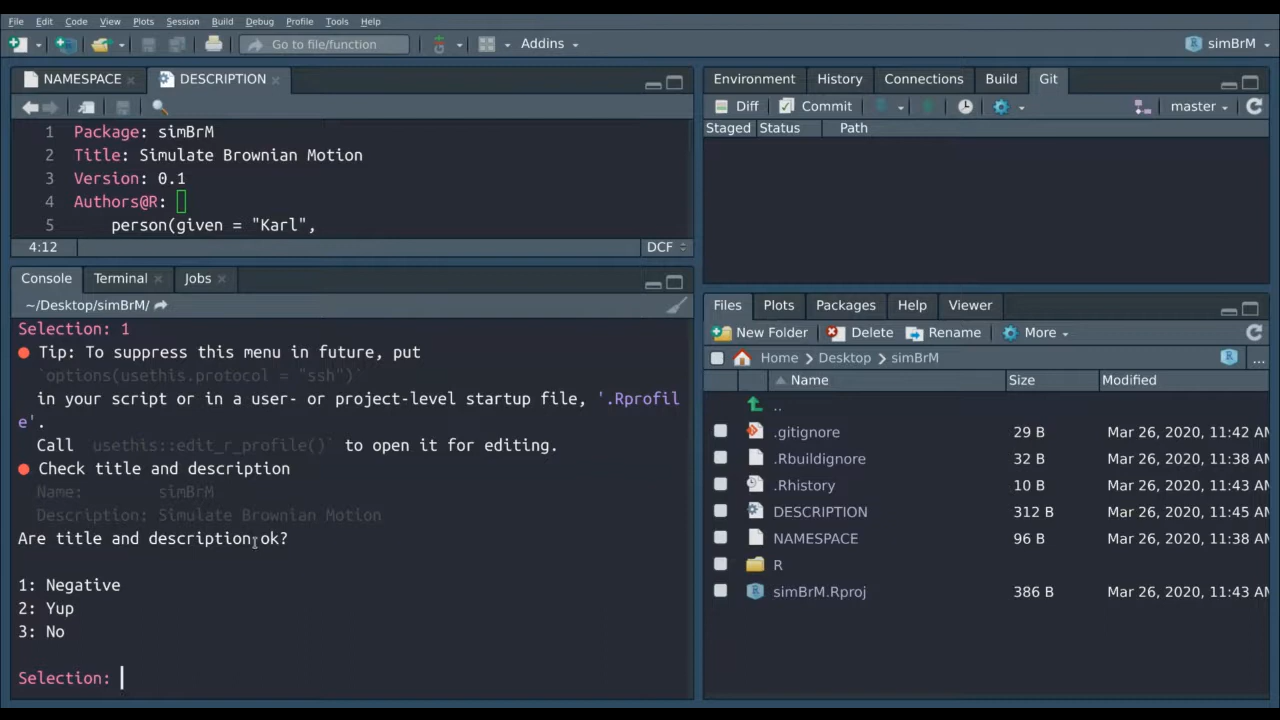 File Edit Code View Plots Session Build Debug Profile Tools Help
Go to file/function Addins simBrM
NAMESPACE DESCRIPTION
1 Package: simBrM
2 Title: Simulate Brownian Motion
3 Version: 0.1
4 Authors@R:
5 person(given = "Karl",
4:12 DCF
Console Terminal Jobs
~/Desktop/simBrM/
Selection: 1
Tip: To suppress this menu in future, put
`options(usethis.protocol = "ssh")`
in your script or in a user- or project-level startup file, '.Rprofil
e'.
Call `usethis::edit_r_profile()` to open it for editing.
Check title and description
Name: simBrM
Description: Simulate Brownian Motion
Are title and description ok?
1: Negative
2: Yup
3: No
Selection:
Environment History Connections Build Git
Diff Commit master
Staged Status Path
Files Plots Packages Help Viewer
New Folder Delete Rename More
Home Desktop simBrM ...
Name Size Modified
..
.gitignore 29 B Mar 26, 2020, 11:42 AM
.Rbuildignore 32 B Mar 26, 2020, 11:38 AM
.Rhistory 10 B Mar 26, 2020, 11:43 AM
DESCRIPTION 312 B Mar 26, 2020, 11:45 AM
NAMESPACE 96 B Mar 26, 2020, 11:38 AM
R
simBrM.Rproj 386 B Mar 26, 2020, 11:43 AM